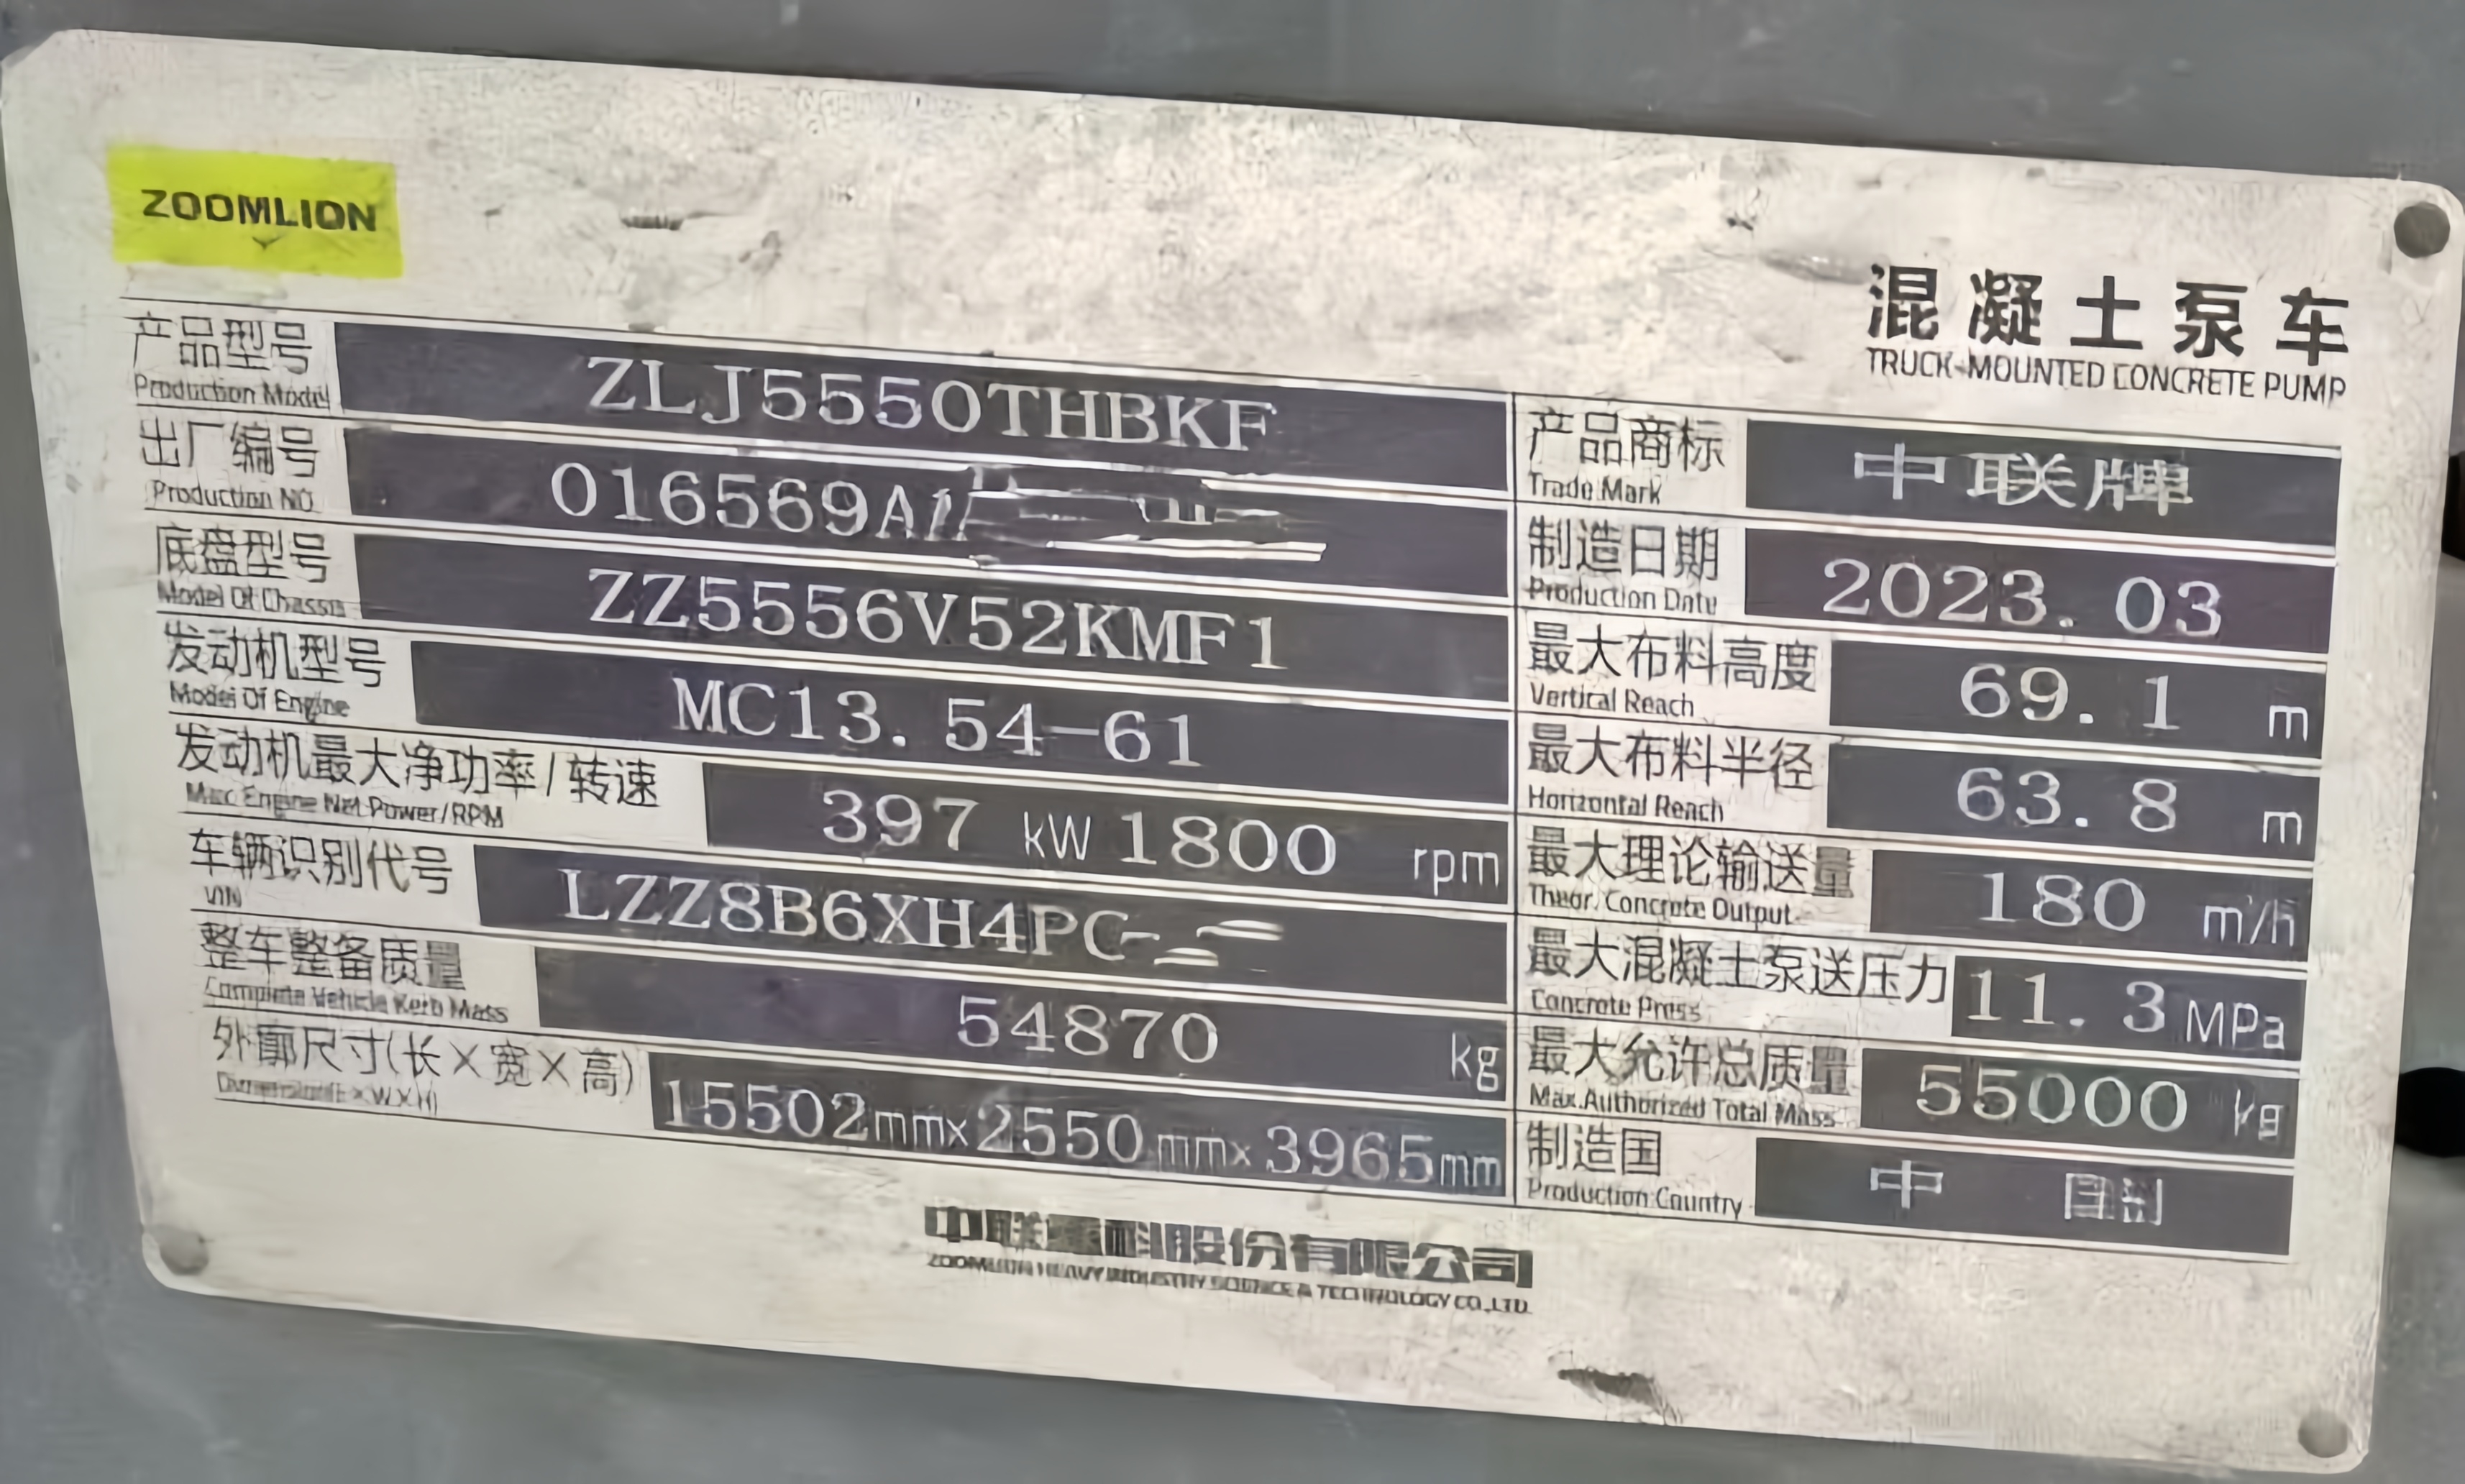 ZOOMLION
混凝土泵车
TRUCK-MOUNTED CONCRETE PUMP
产品型号 ZLJ5550THBKF
Production Model
出厂编号 016569A
Production NO.
底盘型号 ZZ5556V52KMF1
Model Of Chassis
发动机型号 MC13.54-61
Model Of Engine
发动机最大净功率/转速 397 kW 1800 rpm
Max. Engine Net Power/RPM
车辆识别代号 LZZ8B6XH4PC
VIN
整车整备质量 54870 kg
Complete Vehicle Kerb Mass
外廓尺寸(长×宽×高) 15502mm×2550mm×3965mm
产品商标 中联牌
Trade Mark
制造日期 2023.03
Production Date
最大布料高度 69.1 m
Vertical Reach
最大布料半径 63.8 m
Horizontal Reach
最大理论输送量 180 m³/h
Theor. Concrete Output
最大混凝土泵送压力 11.3 MPa
Concrete Press
最大允许总质量 55000 kg
Max.Authorized Total Mass
制造国 中
Production Country
中联重科股份有限公司
ZOOMLION HEAVY INDUSTRY SCIENCE & TECHNOLOGY CO.,LTD.